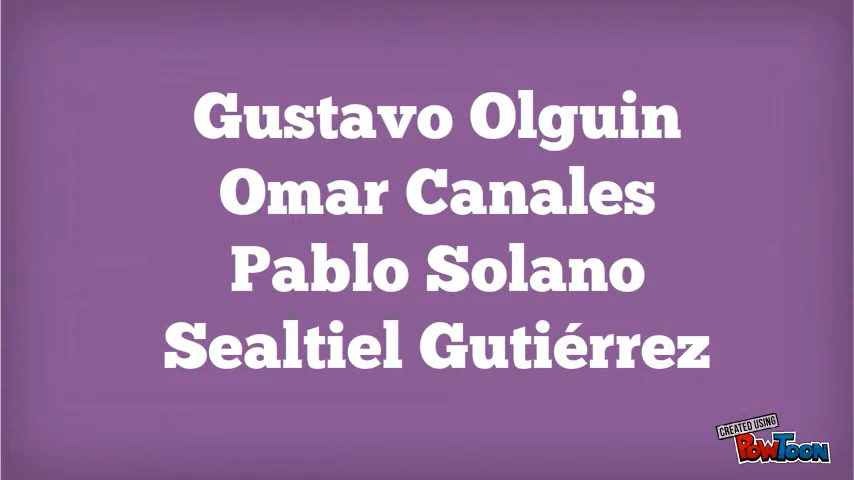 Gustavo Olguin
Omar Canales
Pablo Solano
Sealtiel Gutiérrez
CREATED USING
POWTOON